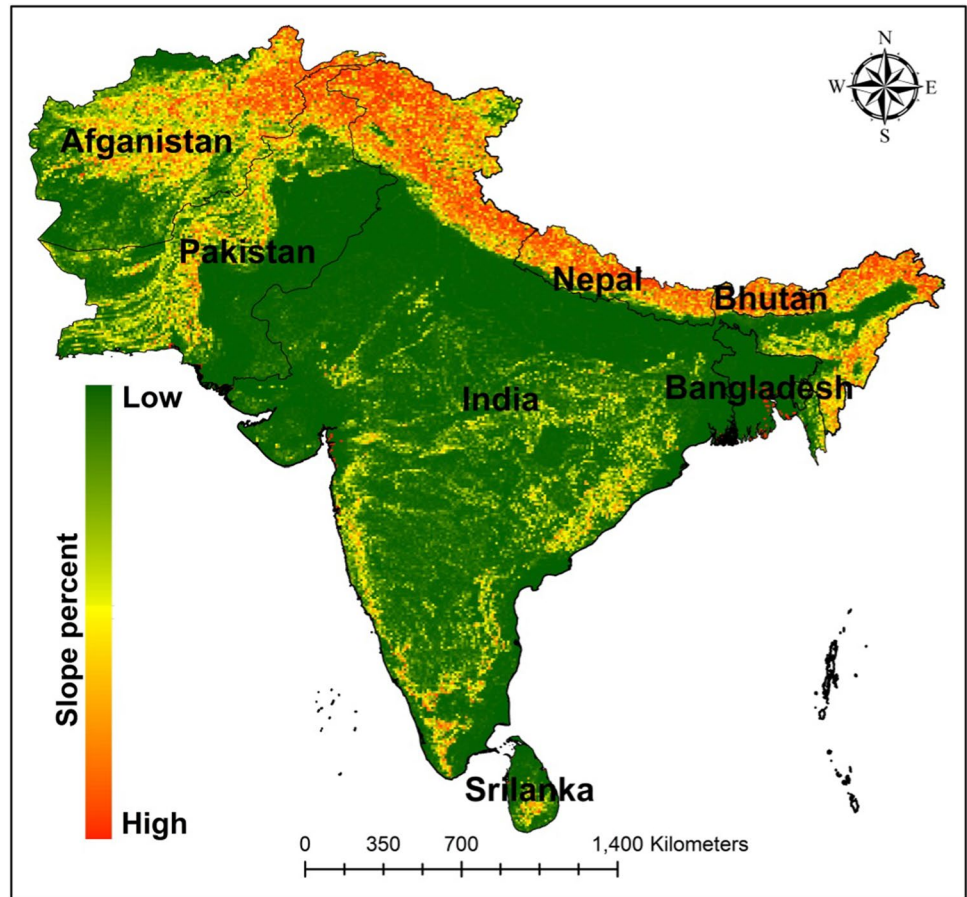 N
W E
S
Afganistan
Pakistan
Nepal
Bhutan
Bangladesh
India
Low
Slope percent
High
Srilanka
0 350 700 1,400 Kilometers